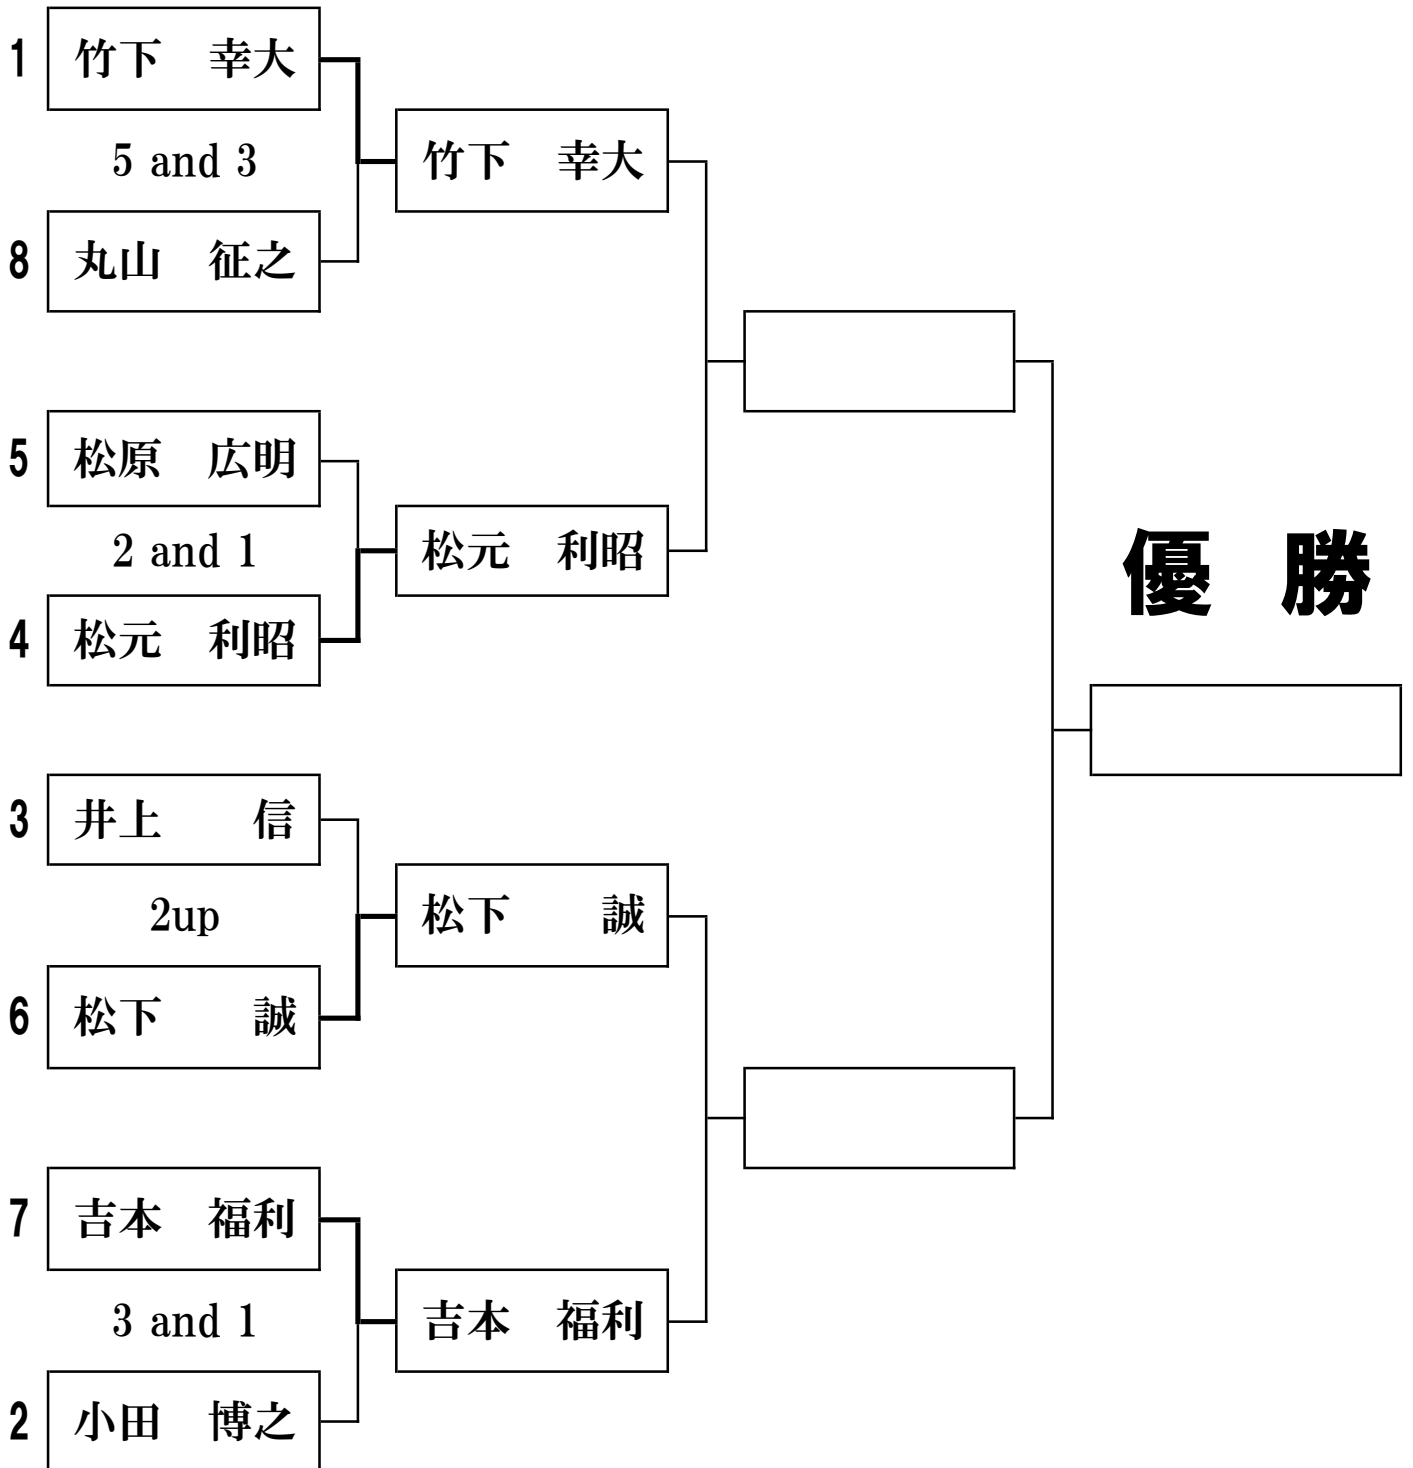 1 竹下　幸大
5 and 3
竹下　幸大
8 丸山　征之
5 松原　広明
2 and 1
松元　利昭
4 松元　利昭
優　勝
3 井上　　信
2up
松下　　誠
6 松下　　誠
7 吉本　福利
3 and 1
吉本　福利
2 小田　博之